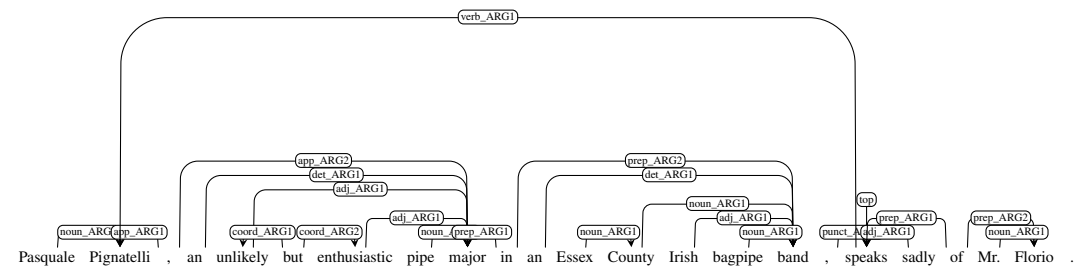 verb_ARG1
app_ARG2 prep_ARG2
det_ARG1 det_ARG1
adj_ARG1
noun_ARG1 top
adj_ARG1 adj_ARG1 prep_ARG1 prep_ARG2
noun_ARG app_ARG1 coord_ARG1 coord_ARG2 prep_ARG1 noun_ARG1 noun_ARG1 punct_A adj_ARG1 noun_ARG1
Pasquale Pignatelli , an unlikely but enthusiastic pipe major in an Essex County Irish bagpipe band , speaks sadly of Mr. Florio .